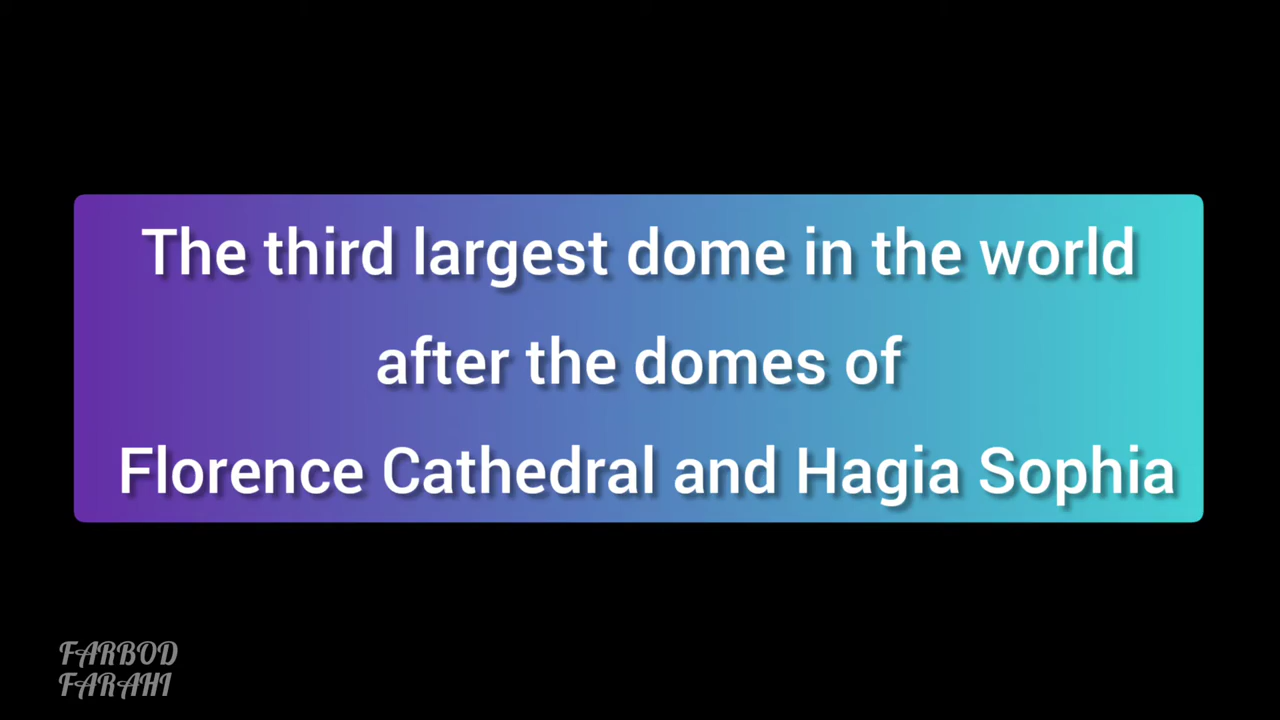 The third largest dome in the world
after the domes of
Florence Cathedral and Hagia Sophia
FARBOD
FARAHI